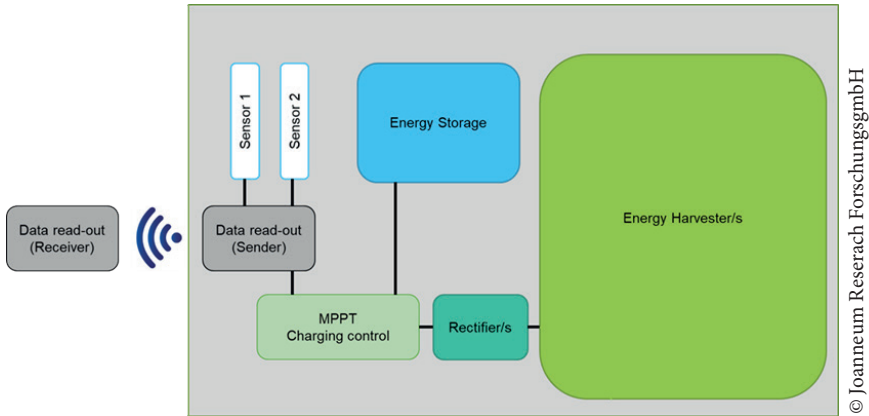 Sensor 1
Sensor 2
Energy Storage
Energy Harvester/s
Data read-out
(Receiver)
Data read-out
(Sender)
MPPT
Charging control
Rectifier/s
© Joanneum Reserach ForschungsgmbH